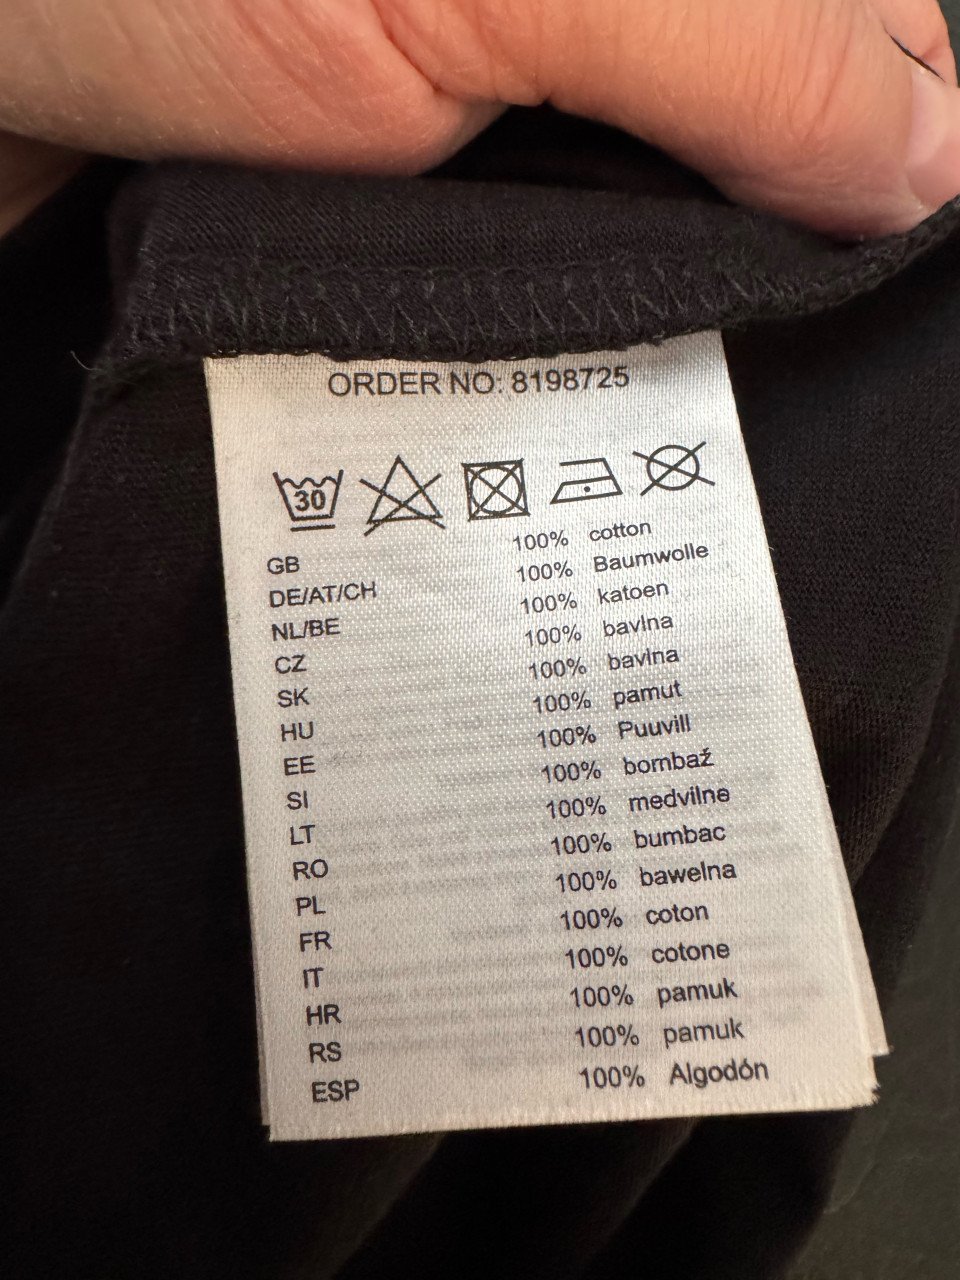 ORDER NO: 8198725
30
GB 100% cotton
DE/AT/CH 100% Baumwolle
NL/BE 100% katoen
CZ 100% bavlna
SK 100% bavlna
HU 100% pamut
EE 100% Puuvill
SI 100% bombaž
LT 100% medvilne
RO 100% bumbac
PL 100% bawelna
FR 100% coton
IT 100% cotone
HR 100% pamuk
RS 100% pamuk
ESP 100% Algodón